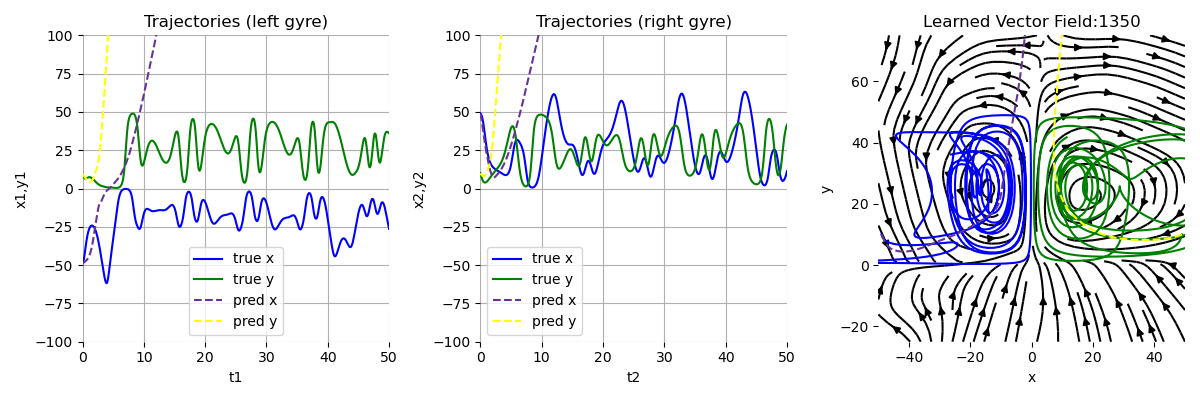 Trajectories (left gyre)
100
75
50
25
0
−25
−50
−75
−100
x1,y1
0
10
20
30
40
50
t1
true x
true y
pred x
pred y
Trajectories (right gyre)
100
75
50
25
0
−25
−50
−75
−100
x2,y2
0
10
20
30
40
50
t2
true x
true y
pred x
pred y
Learned Vector Field:1350
60
40
20
0
−20
y
−40
−20
0
20
40
x